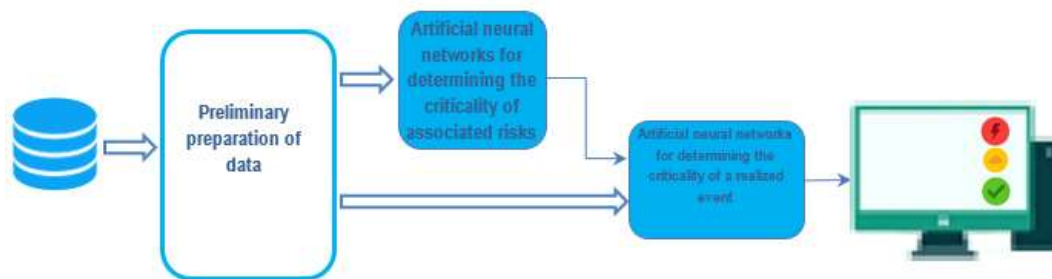 Preliminary
preparation of
data
Artificial neural
networks for
determining the
criticality of
associated risks
Artificial neural networks
for determining the
criticality of a realized
event